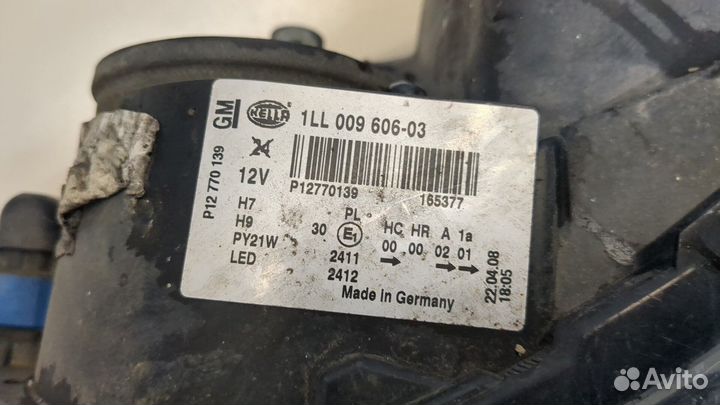 GM HELLA 1LL 009 606-03
P12 770 139
24
12V
P12770139 165377
H7
H9
PY21W
LED
PL
30 E1
2411
2412
HC HR A 1a
00 00 02 01
Made in Germany
22.04.08
18:05
Avito